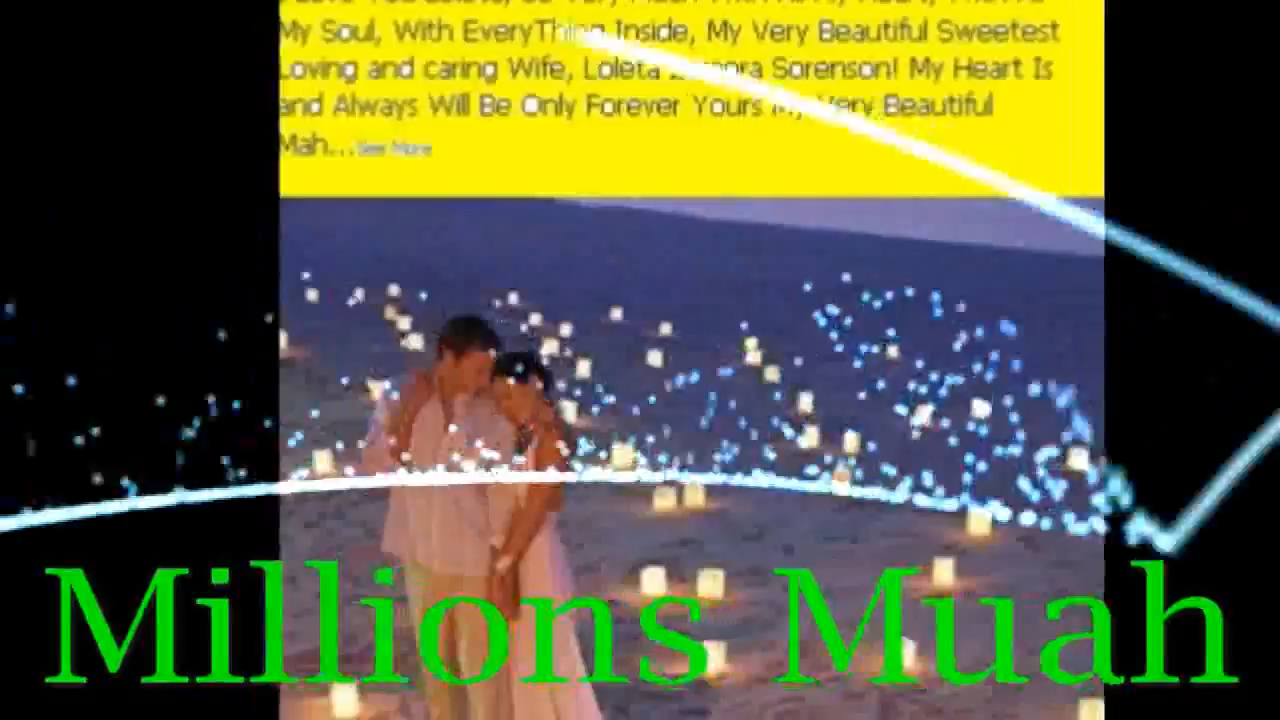 My Soul, With EveryThing Inside, My Very Beautiful Sweetest
Loving and caring Wife, Loleta Sorenson! My Heart Is
and Always Will Be Only Forever Yours My Very Beautiful
Mah...See More
Millions Muah